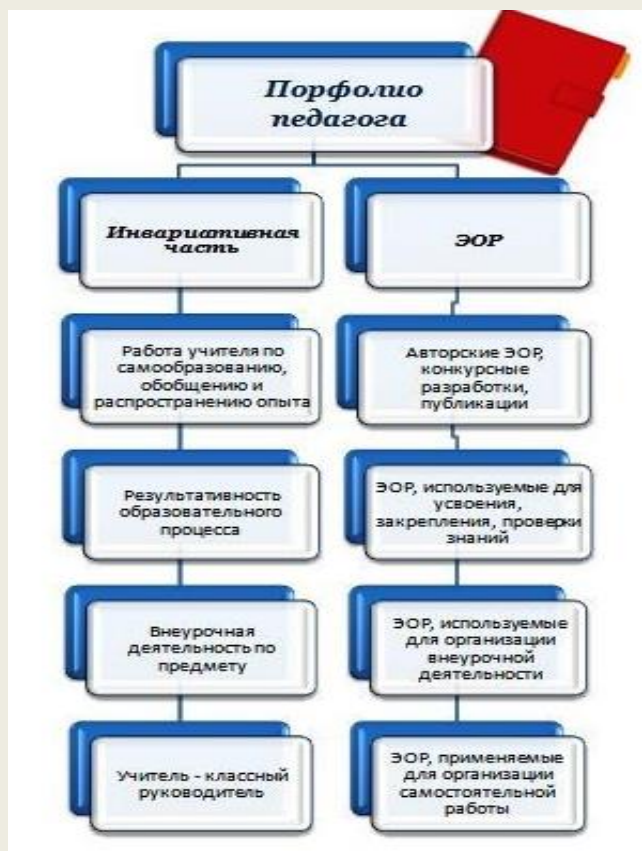 Порфолио
педагога
Инвариативная
часть
Работа учителя по
самообразованию,
обобщению и
распространению опыта
Результативность
образовательного
процесса
Внеурочная
деятельность по
предмету
Учитель - классный
руководитель
ЭОР
Авторские ЭОР,
конкурсные
разработки,
публикации
ЭОР, используемые для
усвоения,
закрепления, проверки
знаний
ЭОР, используемые
для организации
внеурочной
деятельности
ЭОР, применяемые
для организации
самостоятельной
работы